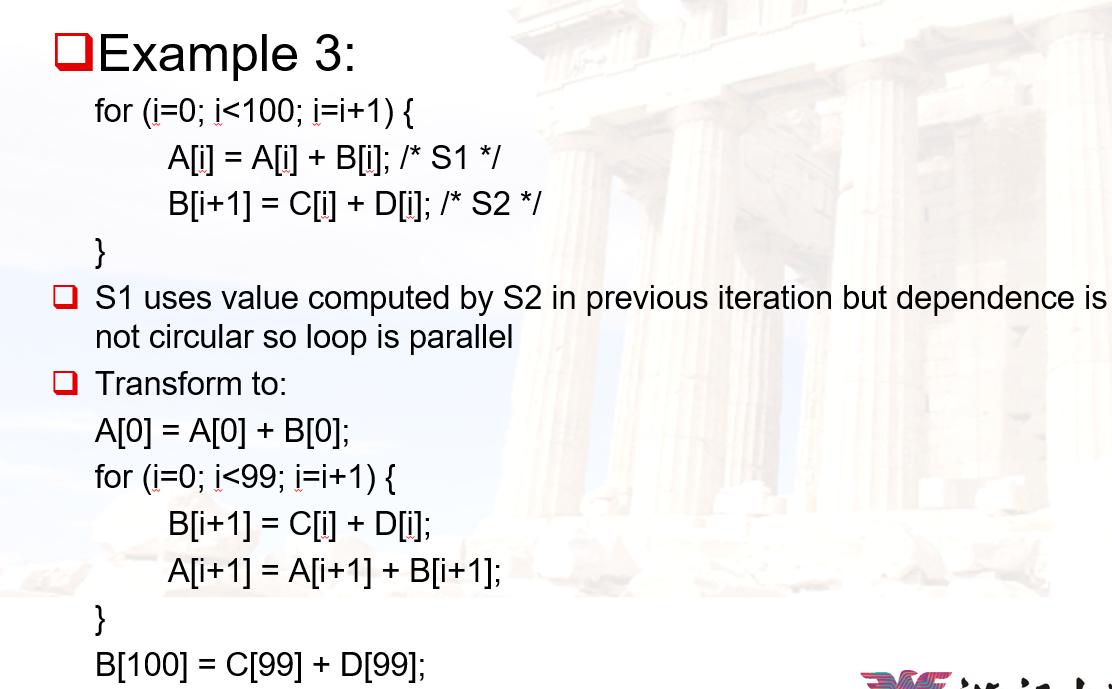 Example 3:
for (i=0; i<100; i=i+1) {
A[i] = A[i] + B[i]; /* S1 */
B[i+1] = C[i] + D[i]; /* S2 */
}
S1 uses value computed by S2 in previous iteration but dependence is
not circular so loop is parallel
Transform to:
A[0] = A[0] + B[0];
for (i=0; i<99; i=i+1) {
B[i+1] = C[i] + D[i];
A[i+1] = A[i+1] + B[i+1];
}
B[100] = C[99] + D[99];